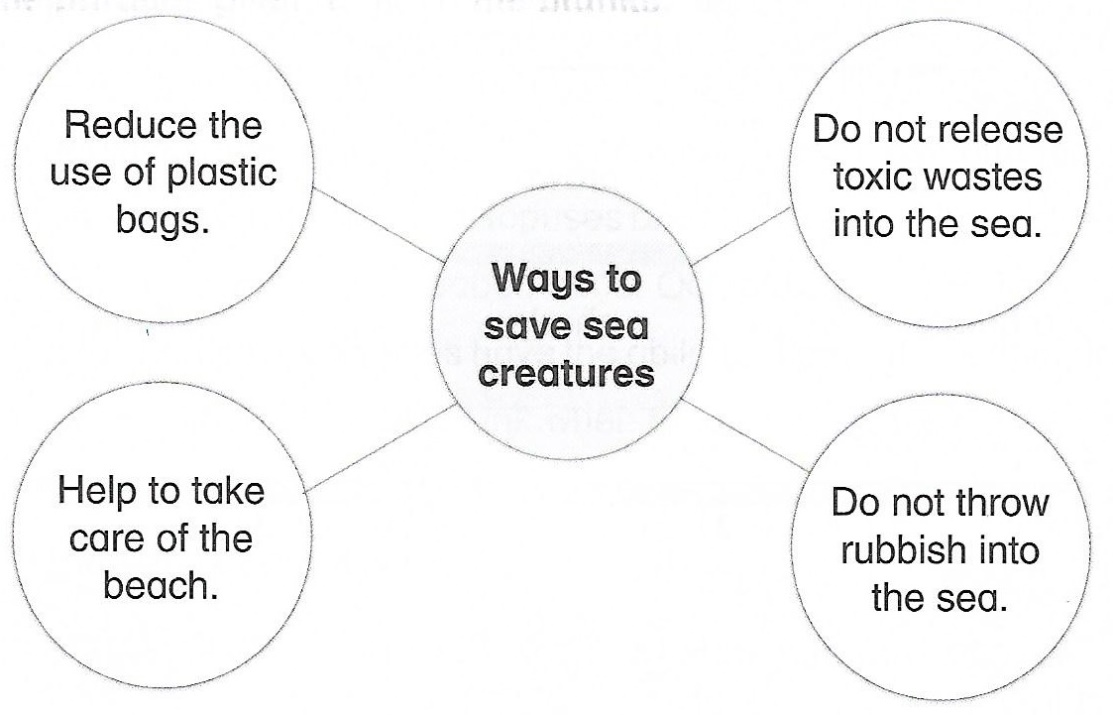 Reduce the
use of plastic
bags.
Do not release
toxic wastes
into the sea.
Ways to
save sea
creatures
Help to take
care of the
beach.
Do not throw
rubbish into
the sea.